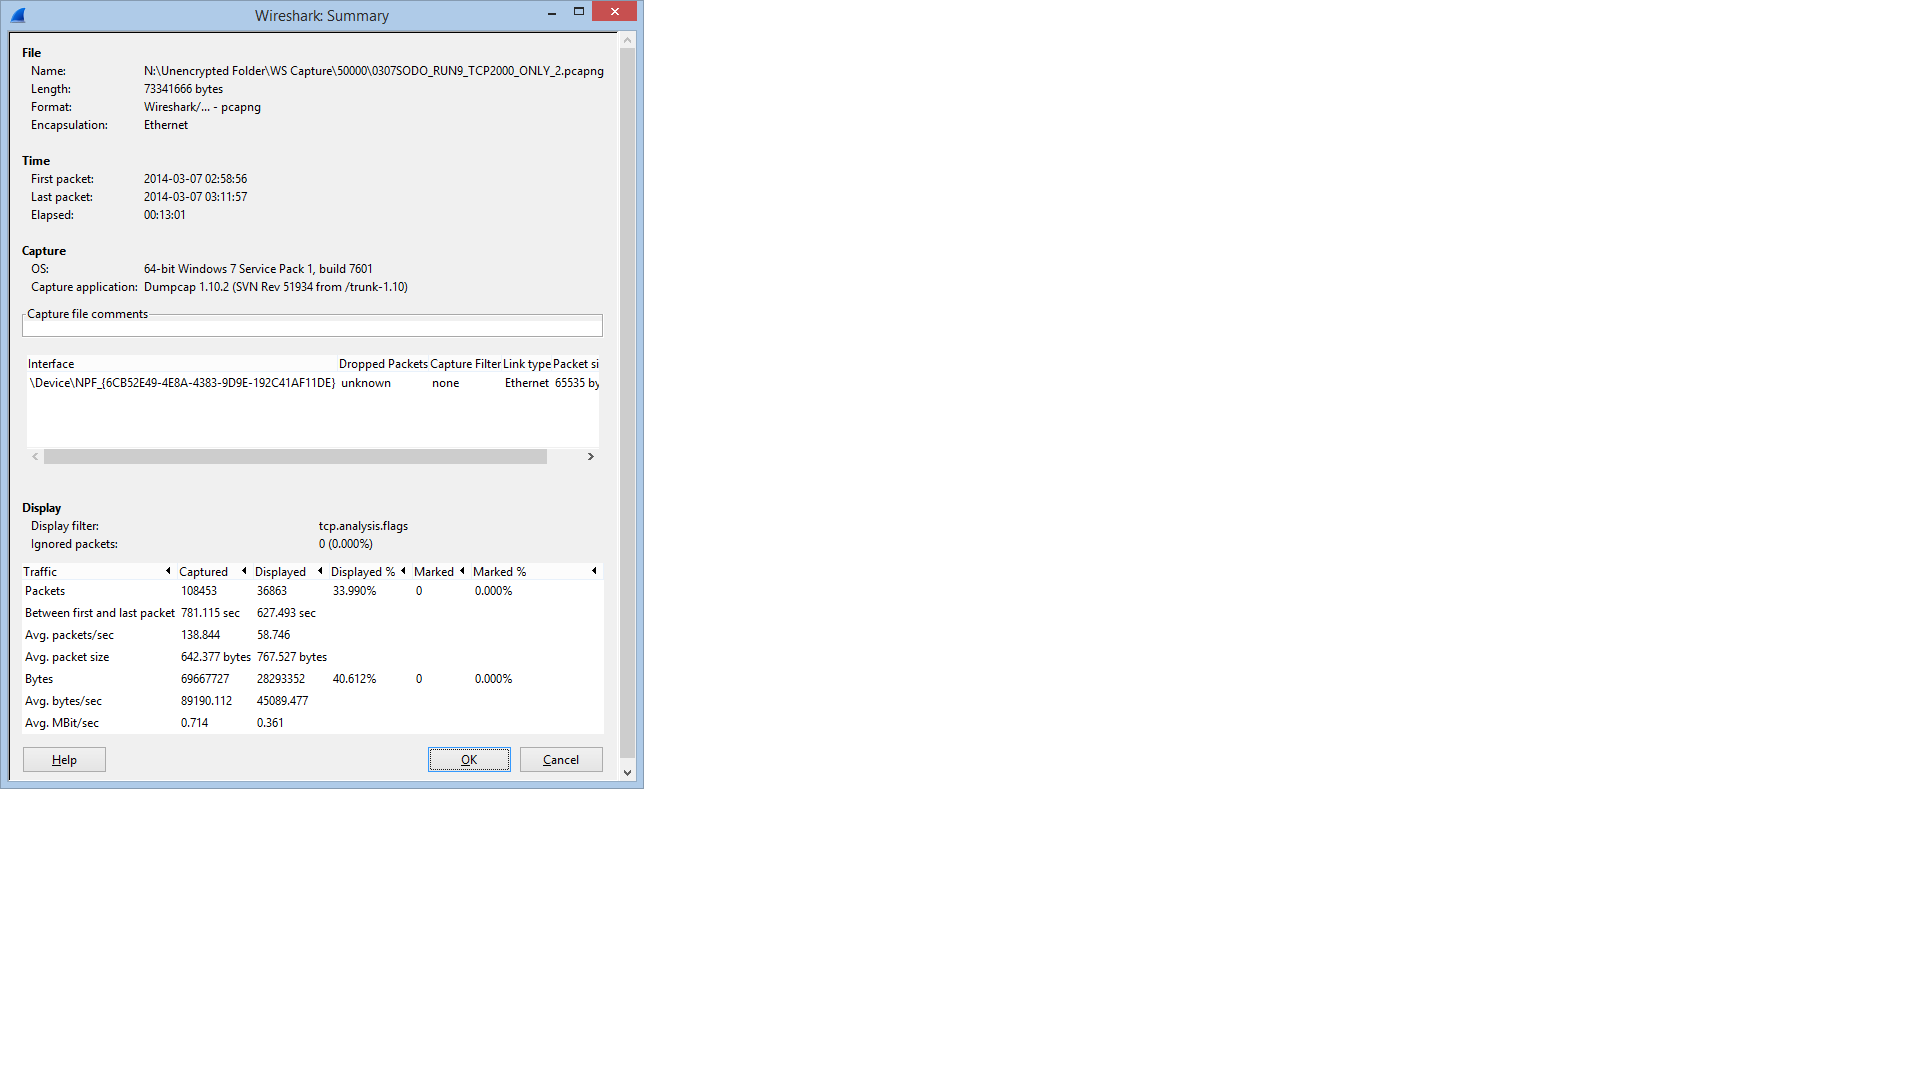 Wireshark: Summary
File
Name: N:\Unencrypted Folder\WS Capture\50000\0307SODO_RUN9_TCP2000_ONLY_2.pcapng
Length: 73341666 bytes
Format: Wireshark/... - pcapng
Encapsulation: Ethernet
Time
First packet: 2014-03-07 02:58:56
Last packet: 2014-03-07 03:11:57
Elapsed: 00:13:01
Capture
OS: 64-bit Windows 7 Service Pack 1, build 7601
Capture application: Dumpcap 1.10.2 (SVN Rev 51934 from /trunk-1.10)
Capture file comments
Interface Dropped Packets Capture Filter Link type Packet si
\Device\NPF_{6CB52E49-4E8A-4383-9D9E-192C41AF11DE} unknown none Ethernet 65535 by
Display
Display filter: tcp.analysis.flags
Ignored packets: 0 (0.000%)
Traffic Captured Displayed Displayed % Marked Marked %
Packets 108453 36863 33.990% 0 0.000%
Between first and last packet 781.115 sec 627.493 sec
Avg. packets/sec 138.844 58.746
Avg. packet size 642.377 bytes 767.527 bytes
Bytes 69667727 28293352 40.612% 0 0.000%
Avg. bytes/sec 89190.112 45089.477
Avg. MBit/sec 0.714 0.361
Help OK Cancel